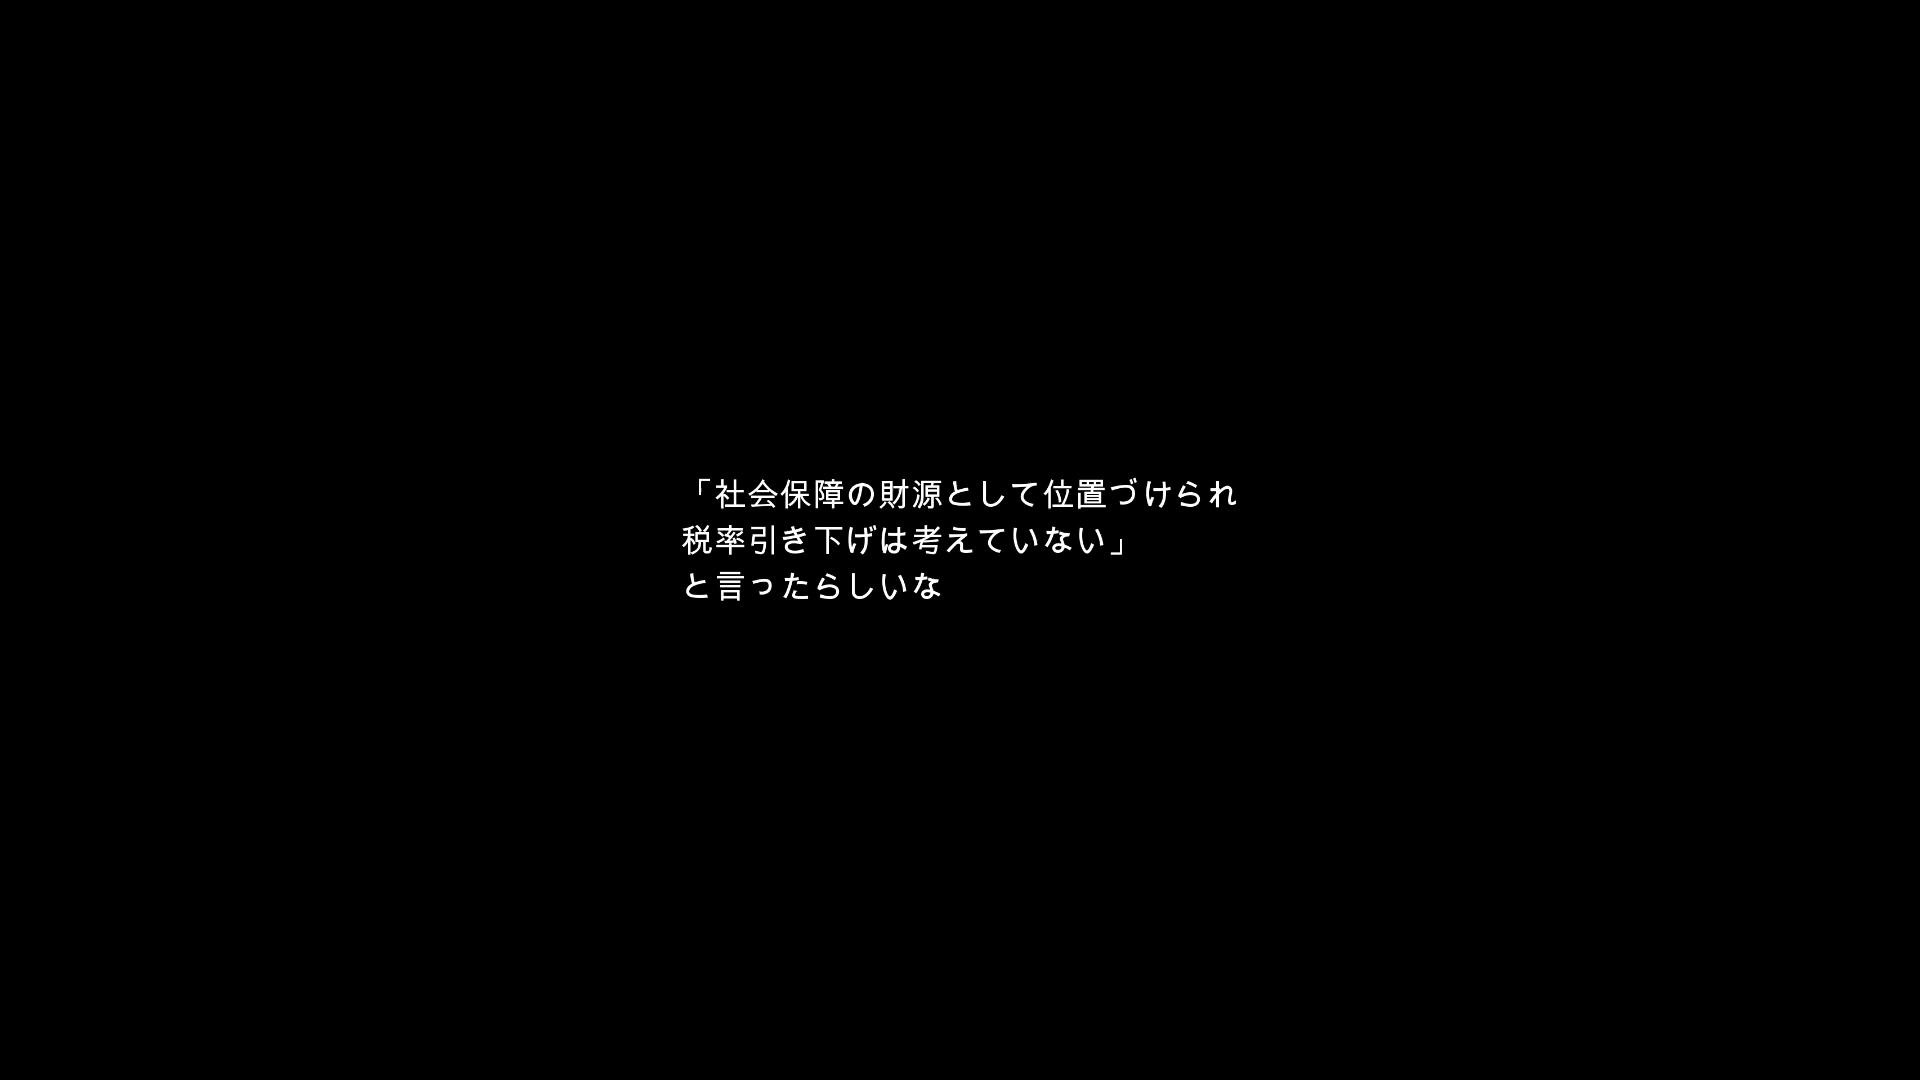 「社会保障の財源として位置づけられ
税率引き下げは考えていない」
と言ったらしいな